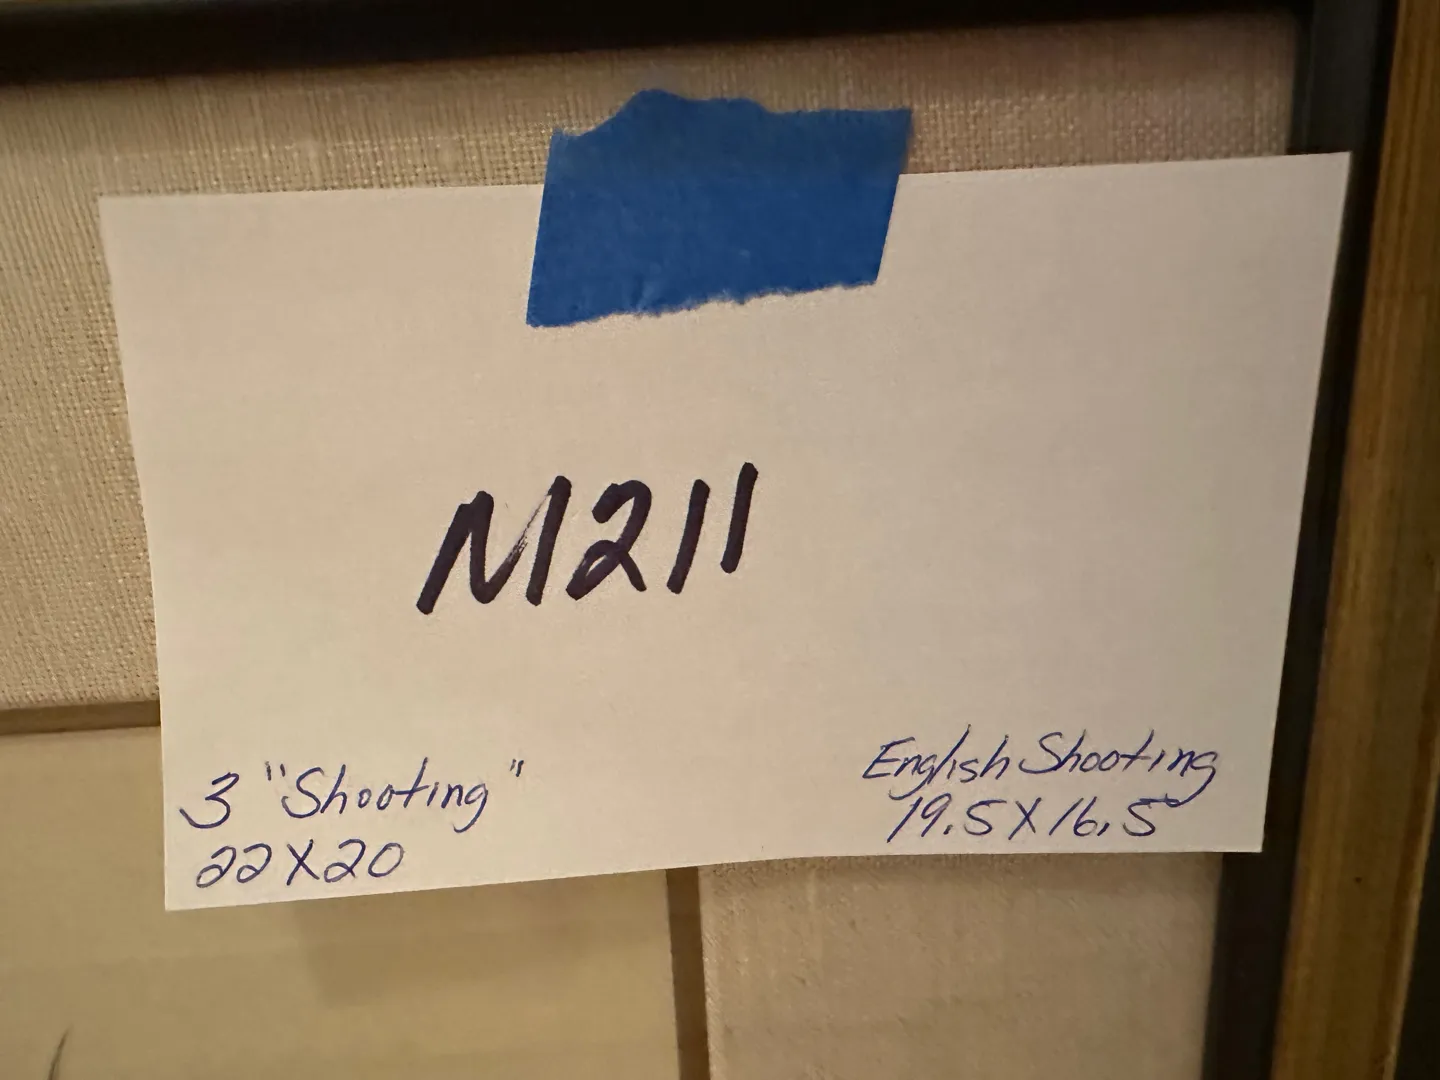 M211
3 "Shooting"
22X20
English Shooting
19.5X16.5